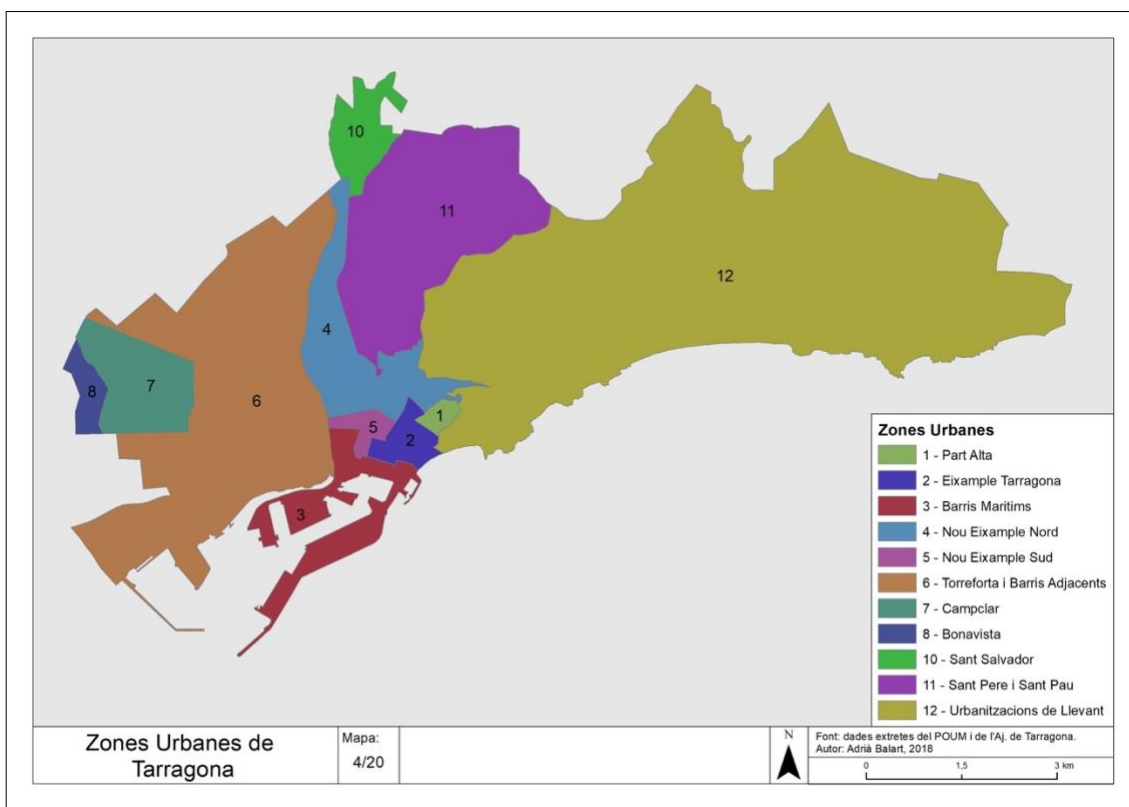 10
11
12
4
8
7
6
1
5
2
3
Zones Urbanes
1 - Part Alta
2 - Eixample Tarragona
3 - Barris Maritims
4 - Nou Eixample Nord
5 - Nou Eixample Sud
6 - Torreforta i Barris Adjacents
7 - Campclar
8 - Bonavista
10 - Sant Salvador
11 - Sant Pere i Sant Pau
12 - Urbanitzacions de Llevant
Zones Urbanes de
Tarragona
Mapa:
4/20
N
Font: dades extretes del POUM i de l'Aj. de Tarragona.
Autor: Adrià Balart, 2018
0 1,5 3 km